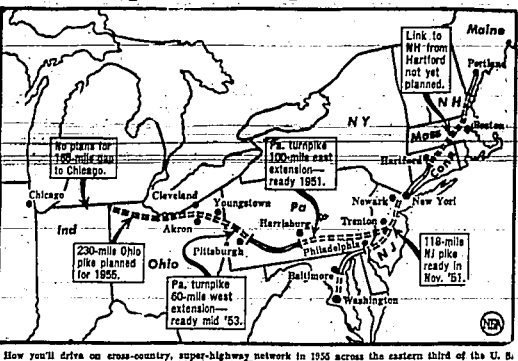 Maine
Link to
NH from
Hartford
not yet
planned.
Portland
NH
NY
Mass
Boston
No plans for
gap
to Chicago.
Pa. turnpike
100-mile east
extension—
ready 1951.
Hartford
Conn
Chicago
Cleveland
Youngstown
Newark
New York
Akron
Harrisburg
Pa
Trenton
Ind
Pittsburgh
Philadelphia
NJ
230-mile Ohio
pike planned
for 1955.
Ohio
118-mile
NJ pike
ready in
Nov. '51.
Pa. turnpike
60-mile west
extension—
ready mid '53.
Baltimore
Washington
NEA
How you'll drive on cross-country, super-highway network in 1955 across the eastern third of the U. S.